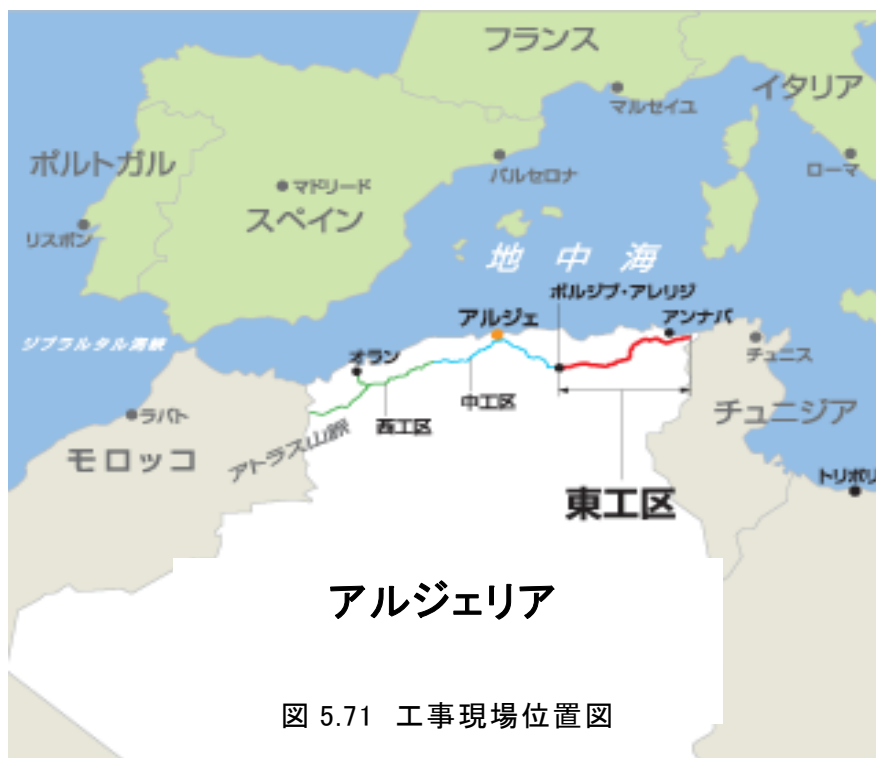 フランス
イタリア
マルセイユ
ポルトガル
マドリード
バルセロナ
ローマ
スペイン
リスボン
地中海
ボルジブ・アレリジ
アルジェ
アンナバ
ジブラルタル海峡
オラン
チュニス
中工区
ラバト
西工区
チュニジア
アトラス山脈
モロッコ
トリポリ
東工区
アルジェリア
図 5.71 工事現場位置図